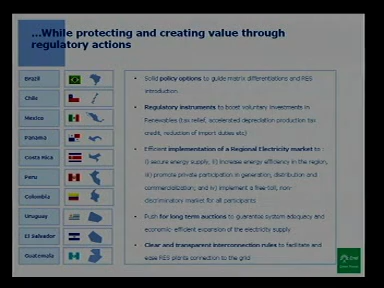 ...While protecting and creating value through
regulatory actions
Brazil
Chile
Mexico
Panama
Costa Rica
Peru
Colombia
Uruguay
El Salvador
Guatemala
• Solid policy options to guide matrix differentiations and RES
introduction.
• Regulatory instruments to boost voluntary investments in
Renewables (tax relief, accelerated depreciation production tax
credit, reduction of import duties etc)
• Efficient implementation of a Regional Electricity market to :
i) secure energy supply, ii) increase energy efficiency in the region,
iii) promote private participation in generation, distribution and
commercialization, and iv) implement a free-toll, non-
discriminatory market for all participants
• Push for long term auctions to guarantee system adequacy and
economic-efficient expansion of the electricity supply
• Clear and transparent interconnection rules to facilitate and
ease RES plants connection to the grid